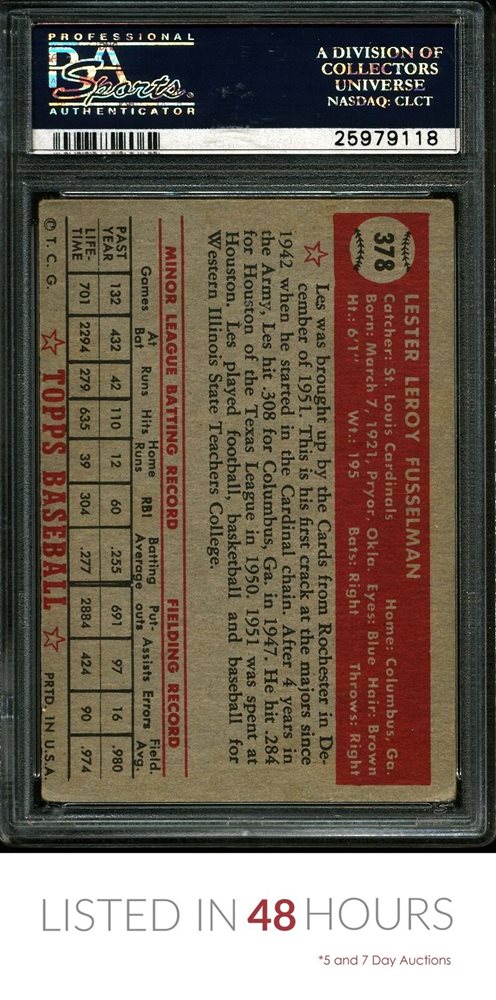 PROFESSIONAL
PSA
Sports
AUTHENTICATOR
A DIVISION OF
COLLECTORS
UNIVERSE
NASDAQ: CLCT
25979118
378
LESTER LEROY FUSSELMAN
Catcher: St. Louis Cardinals Home: Columbus, Ga.
Born: March 7, 1921, Pryor, Okla. Eyes: Blue Hair: Brown
Ht.: 6'1" Wt.: 195 Bats: Right Throws: Right
Les was brought up by the Cards from Rochester in De-
cember of 1951. This is his first crack at the majors since
1942 when he started in the Cardinal chain. After 4 years in
the Army, Les hit .308 for Columbus, Ga. in 1947. He hit .284
for Houston of the Texas League in 1950. 1951 was spent at
Houston. Les played football, basketball and baseball for
Western Illinois State Teachers College.
MINOR LEAGUE BATTING RECORD FIELDING RECORD
Games At Bat Runs Hits Home Runs RBI Batting Average Put-outs Assists Errors Field. Avg.
PAST YEAR 132 432 42 110 12 60 .255 691 97 16 .980
LIFE-TIME 701 2294 279 635 39 304 .277 2884 424 90 .974
© T. C. G. TOPPS BASEBALL PRTD. IN U.S.A.
LISTED IN 48 HOURS
*5 and 7 Day Auctions